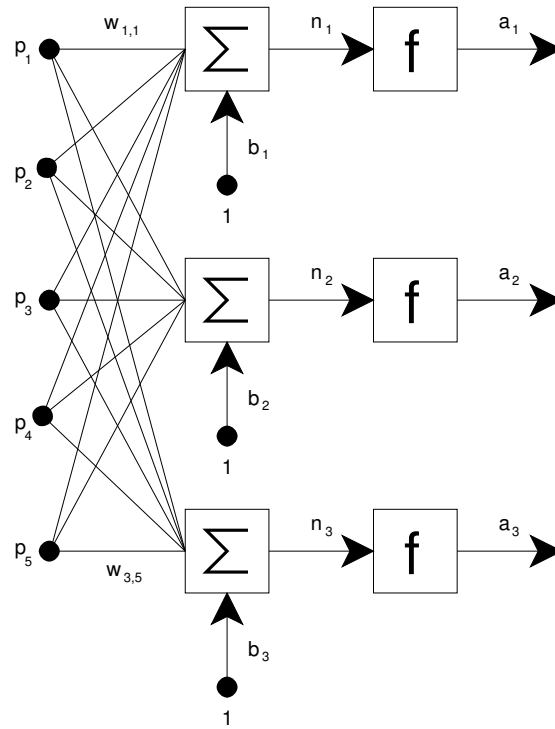 p₁ w₁,₁ Σ n₁ f a₁
b₁
1
p₂
p₃ Σ n₂ f a₂
b₂
1
p₄
p₅ w₃,₅ Σ n₃ f a₃
b₃
1